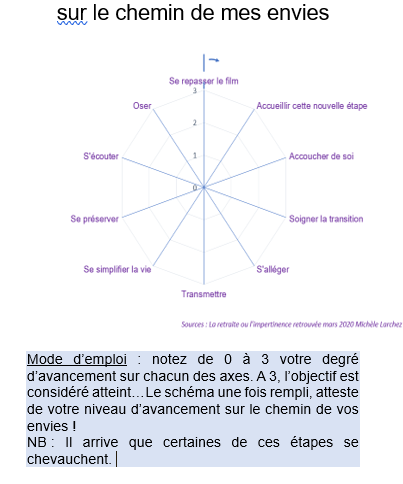 sur le chemin de mes envies
Se repasser le film
3
Oser
Accueillir cette nouvelle étape
2
S'écouter
1
Accoucher de soi
0
Se préserver
Soigner la transition
Se simplifier la vie
S'alléger
Transmettre
Sources : La retraite ou l'impertinence retrouvée mars 2020 Michèle Larchez
Mode d'emploi : notez de 0 à 3 votre degré
d'avancement sur chacun des axes. A 3, l'objectif est
considéré atteint…Le schéma une fois rempli, atteste
de votre niveau d'avancement sur le chemin de vos
envies !
NB : Il arrive que certaines de ces étapes se
chevauchent.